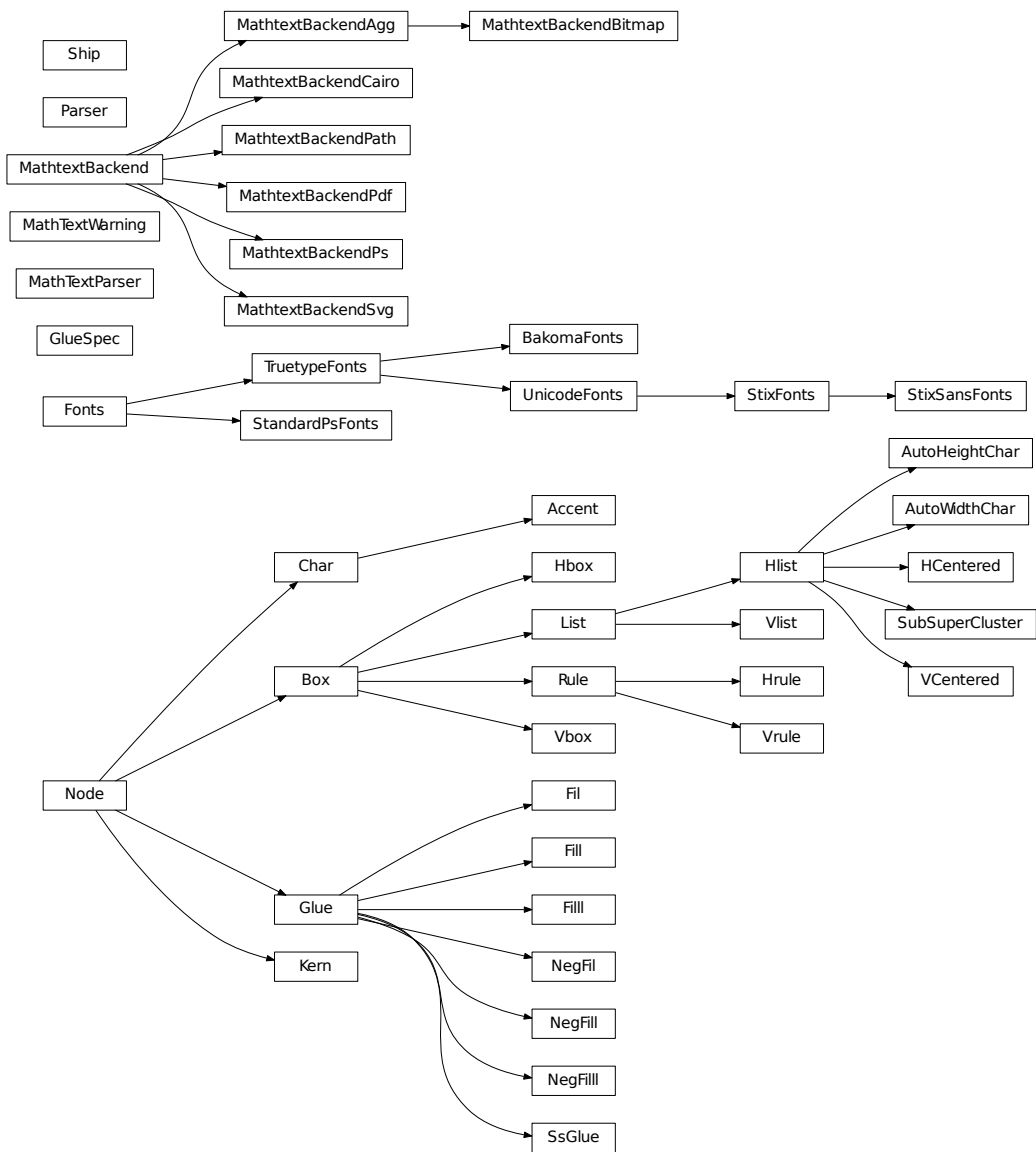 MathtextBackendAgg
MathtextBackendBitmap
Ship
MathtextBackendCairo
Parser
MathtextBackendPath
MathtextBackend
MathtextBackendPdf
MathTextWarning
MathtextBackendPs
MathTextParser
MathtextBackendSvg
GlueSpec
BakomaFonts
TruetypeFonts
UnicodeFonts
StixFonts
StixSansFonts
Fonts
StandardPsFonts
AutoHeightChar
Accent
AutoWidthChar
Char
Hbox
Hlist
HCentered
List
Vlist
SubSuperCluster
Box
Rule
Hrule
VCentered
Vbox
Vrule
Node
Fil
Fill
Glue
Filll
Kern
NegFil
NegFill
NegFilll
SsGlue